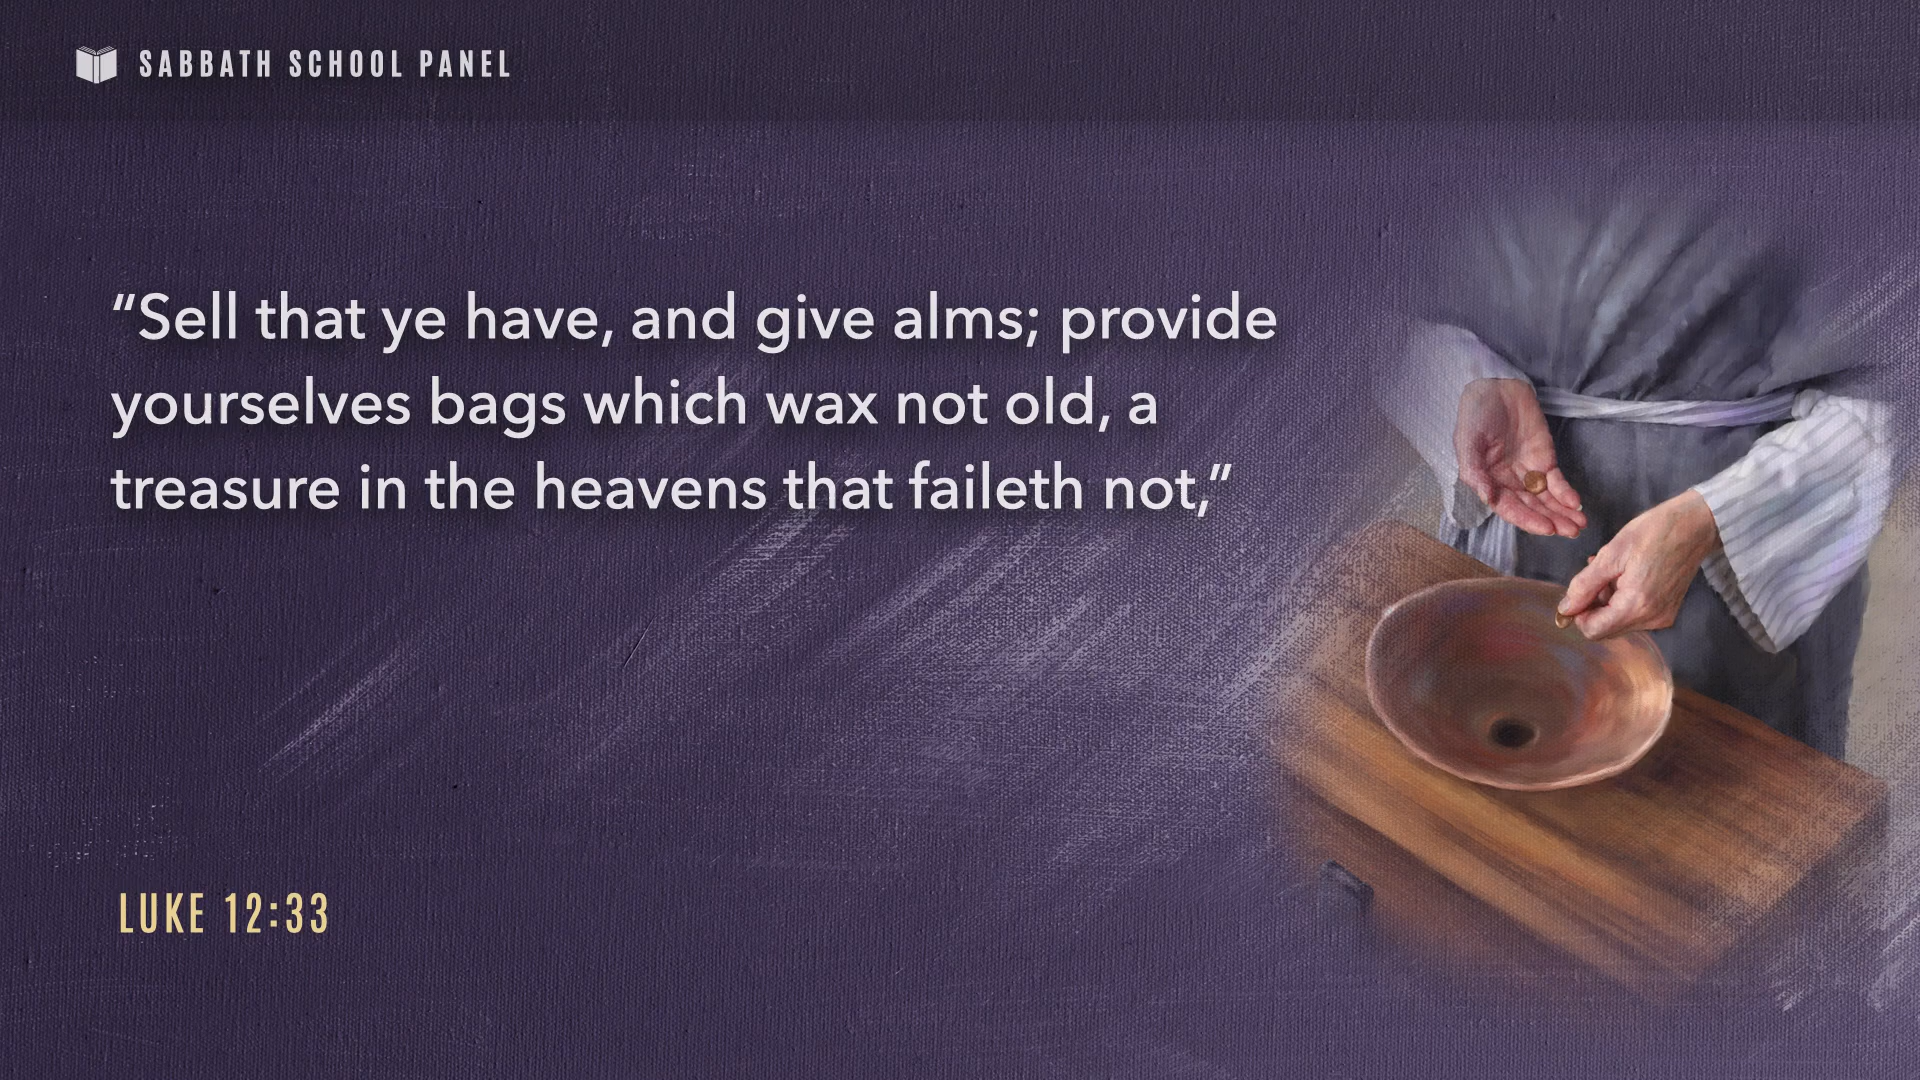 SABBATH SCHOOL PANEL
“Sell that ye have, and give alms; provide
yourselves bags which wax not old, a
treasure in the heavens that faileth not,”
LUKE 12:33